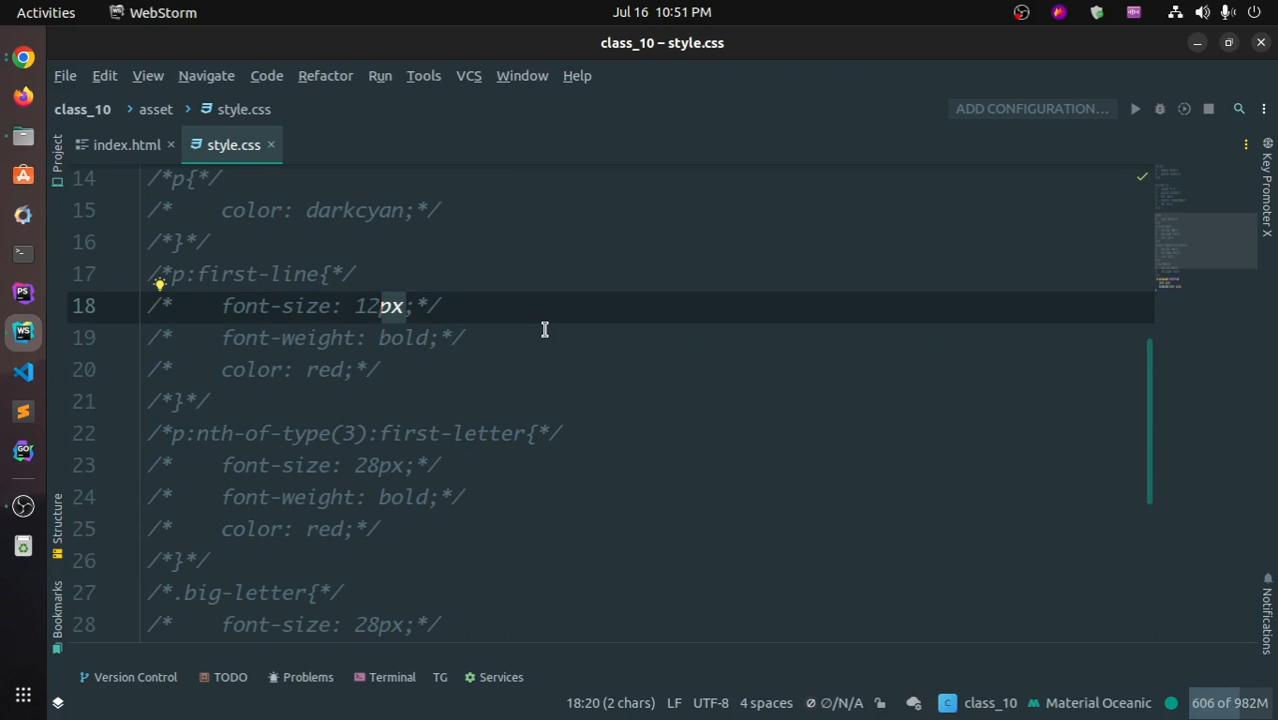 Activities
WebStorm
Jul 16 10:51 PM
class_10 – style.css
File Edit View Navigate Code Refactor Run Tools VCS Window Help
class_10 asset style.css
ADD CONFIGURATION...
Project
index.html
style.css
Key Promoter X
14 /*p{*/
15 /*    color: darkcyan;*/
16 /*}*/
17 /*p:first-line{*/
18 /*    font-size: 12px;*/
19 /*    font-weight: bold;*/
20 /*    color: red;*/
21 /*}*/
22 /*p:nth-of-type(3):first-letter{*/
23 /*    font-size: 28px;*/
24 /*    font-weight: bold;*/
25 /*    color: red;*/
26 /*}*/
27 /*.big-letter{*/
28 /*    font-size: 28px;*/
Structure
Bookmarks
Notifications
PS
WS
GO
Version Control TODO Problems Terminal TG Services
18:20 (2 chars) LF UTF-8 4 spaces ∅/N/A C class_10 Material Oceanic 606 of 982M